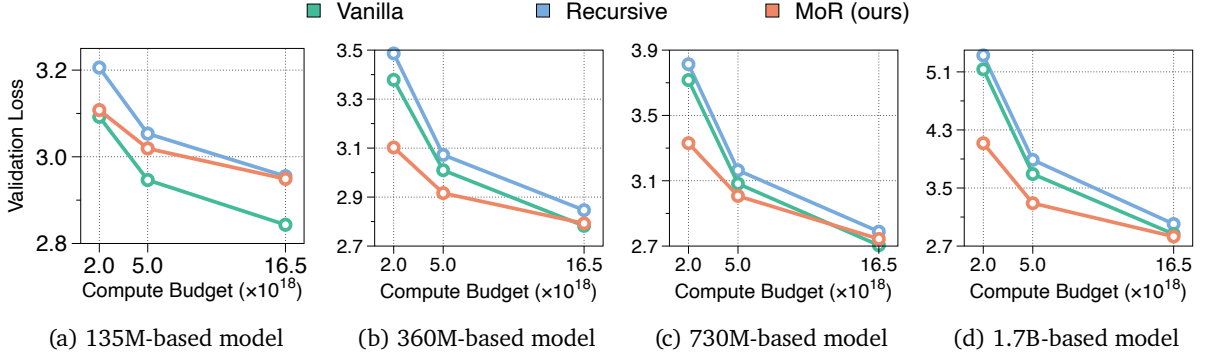 Vanilla Recursive MoR (ours)
Validation Loss
3.2
3.0
2.8
2.0 5.0 16.5
Compute Budget (×10¹⁸)
(a) 135M-based model
3.5
3.3
3.1
2.9
2.7
2.0 5.0 16.5
Compute Budget (×10¹⁸)
(b) 360M-based model
3.9
3.5
3.1
2.7
2.0 5.0 16.5
Compute Budget (×10¹⁸)
(c) 730M-based model
5.1
4.3
3.5
2.7
2.0 5.0 16.5
Compute Budget (×10¹⁸)
(d) 1.7B-based model